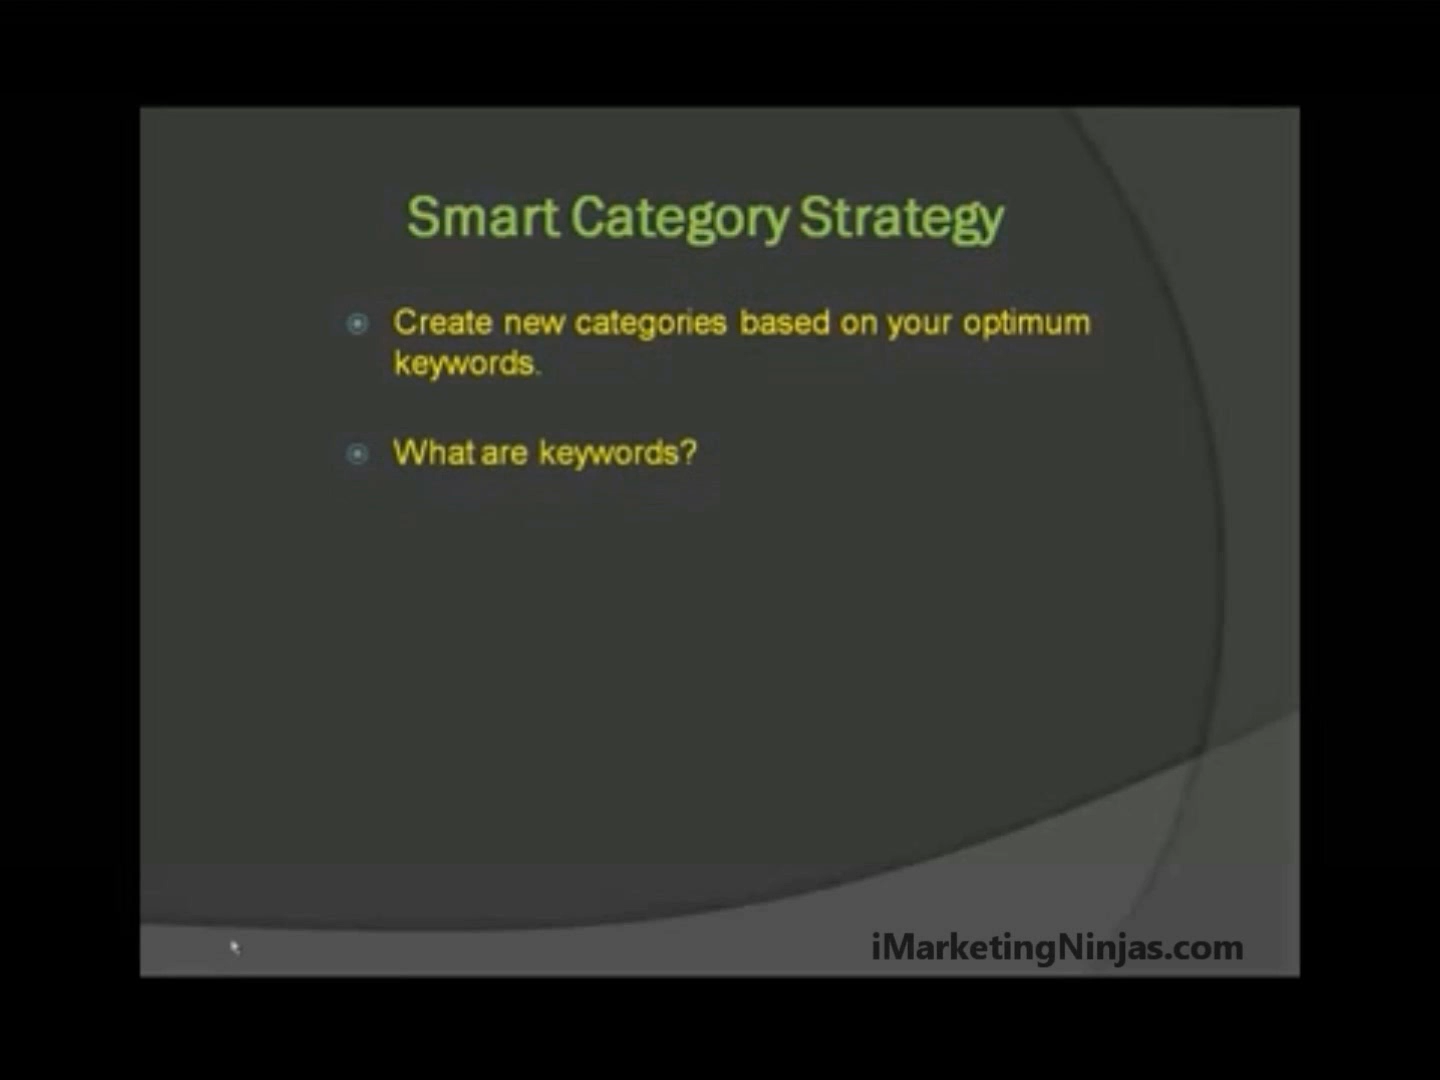 Smart Category Strategy
Create new categories based on your optimum
keywords.
What are keywords?
iMarketingNinjas.com